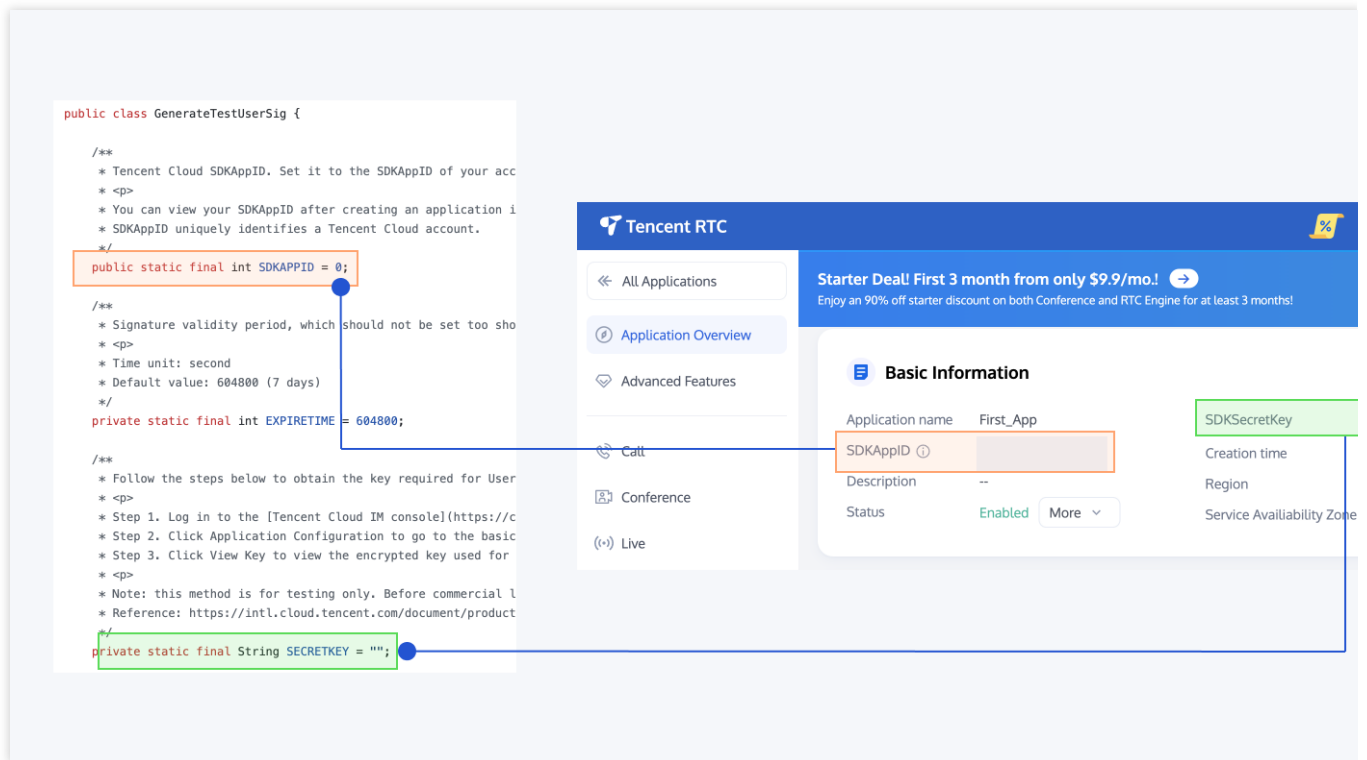 public class GenerateTestUserSig {
/**
* Tencent Cloud SDKAppID. Set it to the SDKAppID of your acc
* <p>
* You can view your SDKAppID after creating an application i
* SDKAppID uniquely identifies a Tencent Cloud account.
*/
public static final int SDKAPPID = 0;
/**
* Signature validity period, which should not be set too sho
* <p>
* Time unit: second
* Default value: 604800 (7 days)
*/
private static final int EXPIRETIME = 604800;
/**
* Follow the steps below to obtain the key required for User
* <p>
* Step 1. Log in to the [Tencent Cloud IM console](https://c
* Step 2. Click Application Configuration to go to the basic
* Step 3. Click View Key to view the encrypted key used for
* <p>
* Note: this method is for testing only. Before commercial l
* Reference: https://intl.cloud.tencent.com/document/product
*/
private static final String SECRETKEY = "";
Tencent RTC
%
All Applications
Application Overview
Advanced Features
Call
Conference
Live
Starter Deal! First 3 month from only $9.9/mo.!
Enjoy an 90% off starter discount on both Conference and RTC Engine for at least 3 months!
Basic Information
Application name First_App
SDKAppID
Description --
Status Enabled More
SDKSecretKey
Creation time
Region
Service Availiability Zone